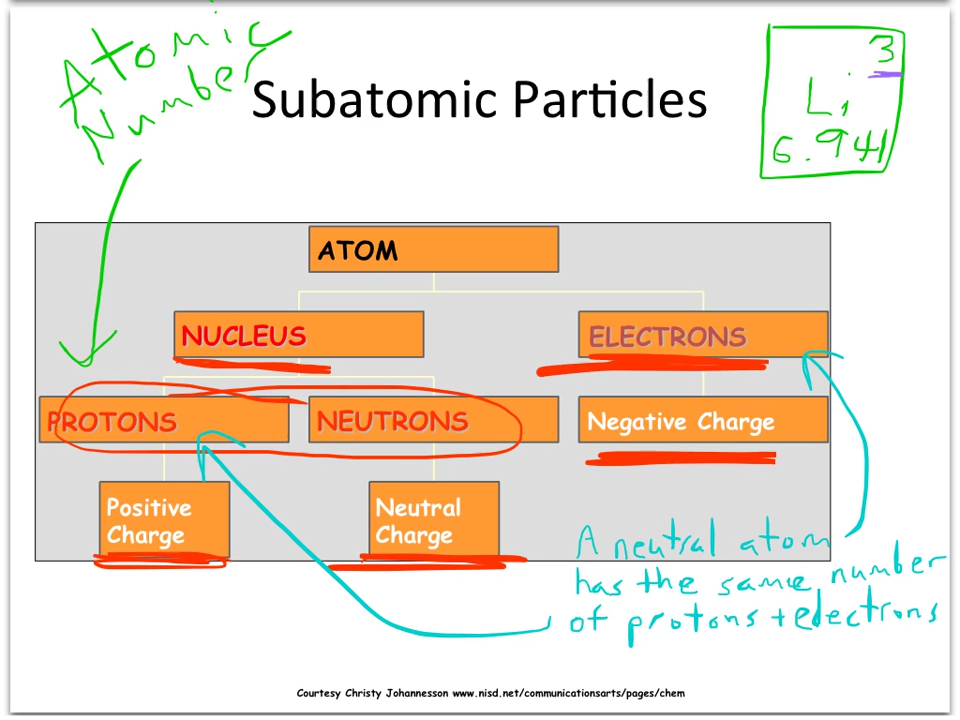 Atomic
Number
3
Li
6.941
Subatomic Particles
ATOM
NUCLEUS
ELECTRONS
PROTONS
NEUTRONS
Negative Charge
Positive
Charge
Neutral
Charge
A neutral atom
has the same number
of protons + electrons
Courtesy Christy Johannesson www.nisd.net/communicationsarts/pages/chem